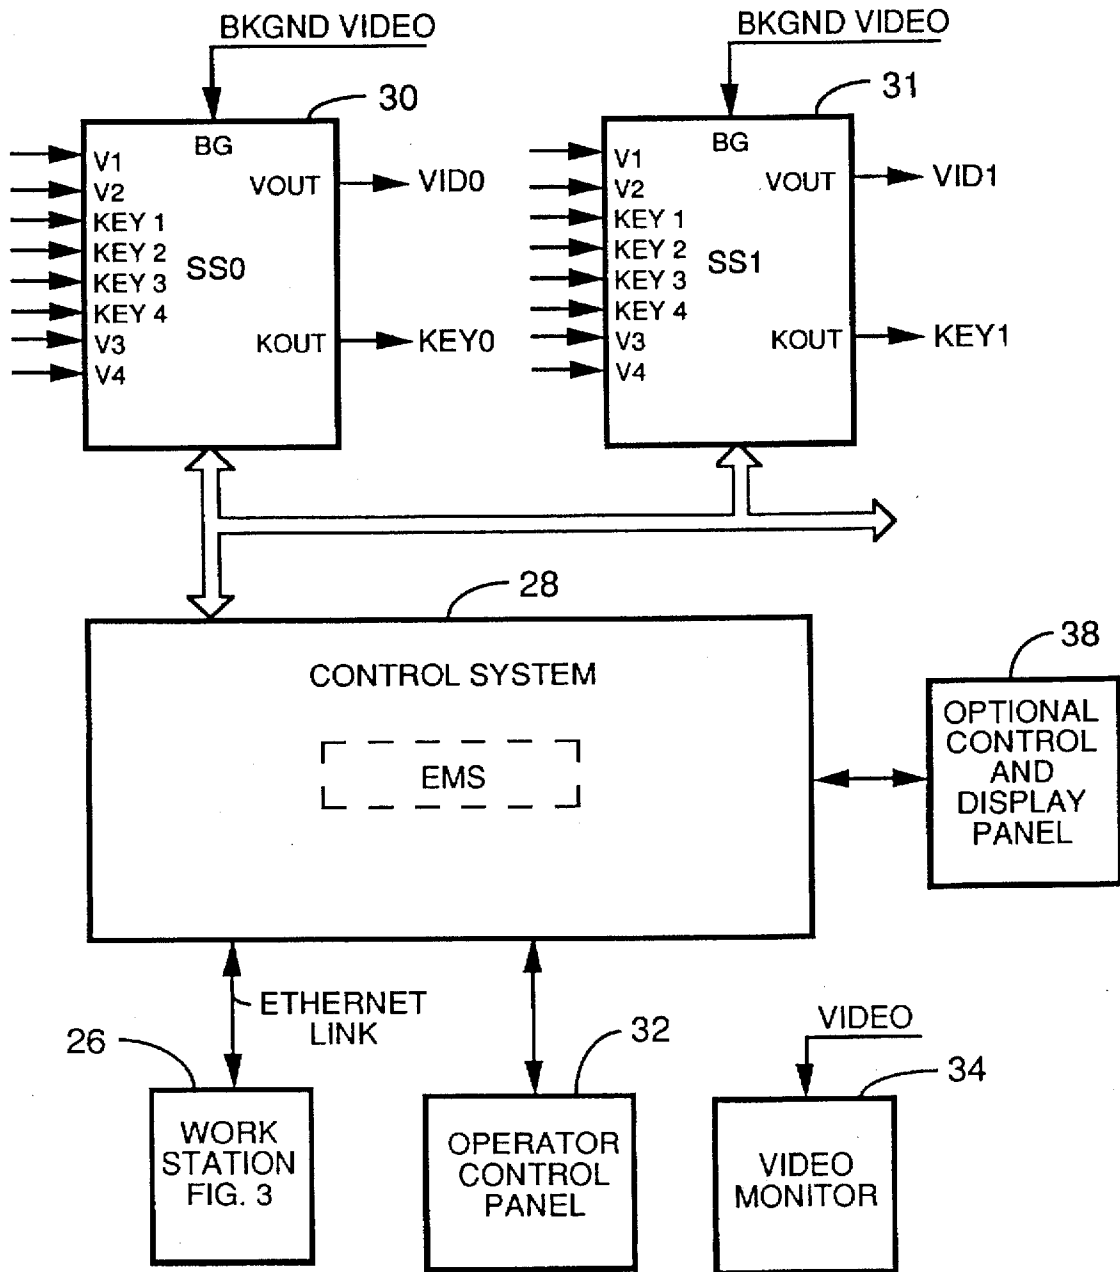 BKGND VIDEO
BKGND VIDEO
30
31
BG
V1
V2
KEY 1
KEY 2
KEY 3
KEY 4
V3
V4
SS0
VOUT
KOUT
VID0
KEY0
BG
V1
V2
KEY 1
KEY 2
KEY 3
KEY 4
V3
V4
SS1
VOUT
KOUT
VID1
KEY1
28
CONTROL SYSTEM
EMS
38
OPTIONAL
CONTROL
AND
DISPLAY
PANEL
ETHERNET
LINK
26
WORK
STATION
FIG. 3
32
OPERATOR
CONTROL
PANEL
VIDEO
34
VIDEO
MONITOR